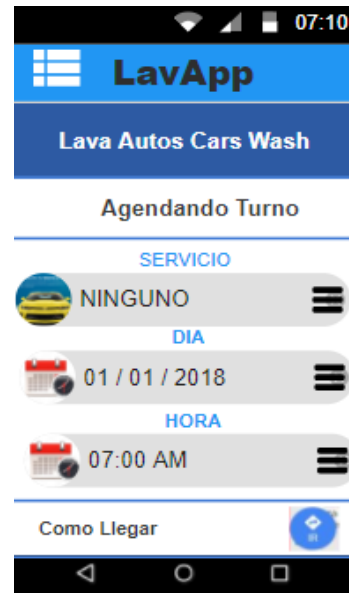 07:10
LavApp
Lava Autos Cars Wash
Agendando Turno
SERVICIO
NINGUNO
DIA
01 / 01 / 2018
HORA
07:00 AM
Como Llegar
IR